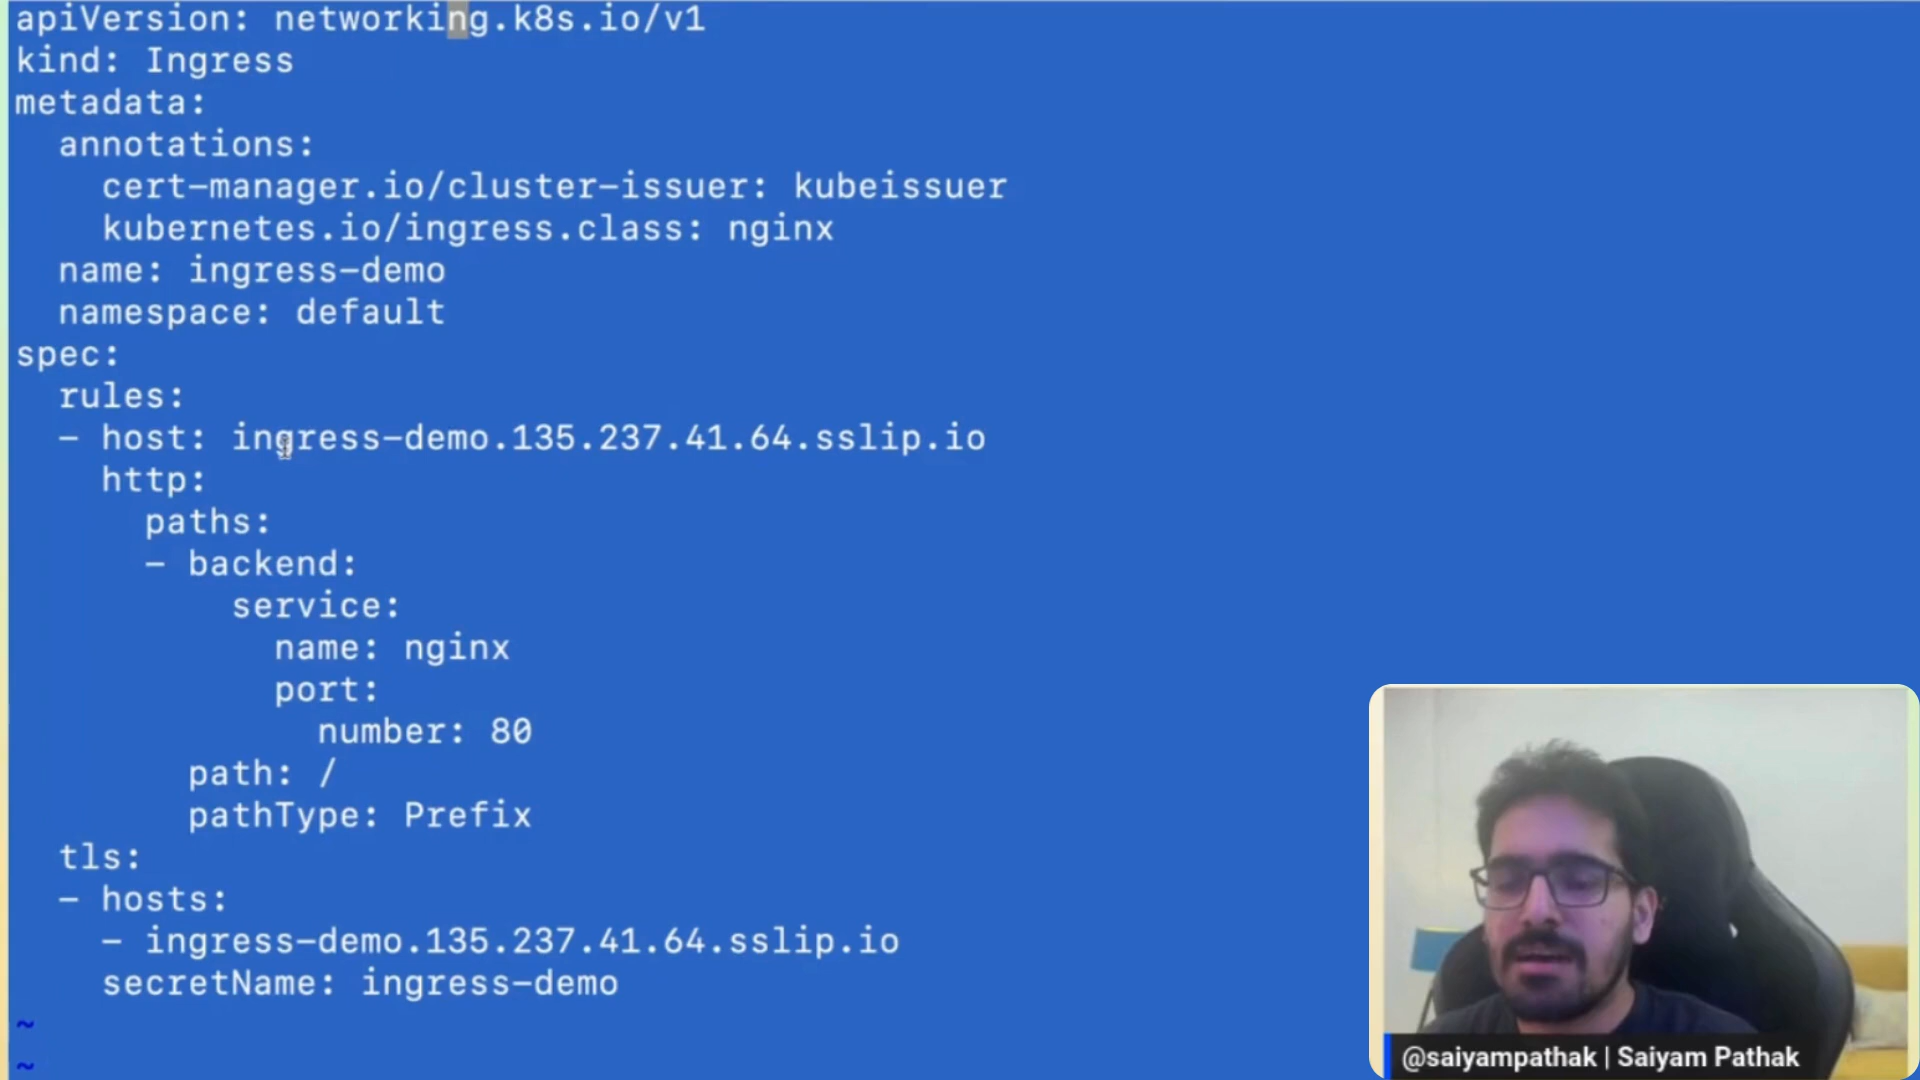 apiVersion: networking.k8s.io/v1
kind: Ingress
metadata:
  annotations:
    cert-manager.io/cluster-issuer: kubeissuer
    kubernetes.io/ingress.class: nginx
  name: ingress-demo
  namespace: default
spec:
  rules:
  - host: ingress-demo.135.237.41.64.sslip.io
    http:
      paths:
      - backend:
          service:
            name: nginx
            port:
              number: 80
        path: /
        pathType: Prefix
  tls:
  - hosts:
    - ingress-demo.135.237.41.64.sslip.io
    secretName: ingress-demo
~
~
@saiyampathak | Saiyam Pathak